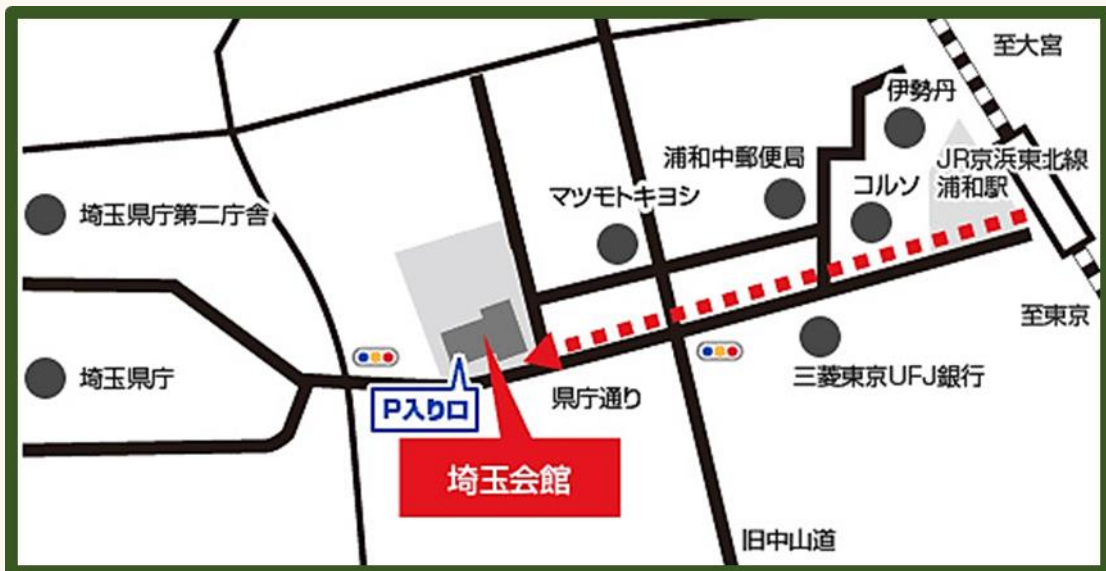 至大宮
伊勢丹
JR京浜東北線
浦和駅
浦和中郵便局
コルソ
マツモトキヨシ
埼玉県庁第二庁舎
至東京
埼玉県庁
三菱東京UFJ銀行
県庁通り
P入り口
埼玉会館
旧中山道